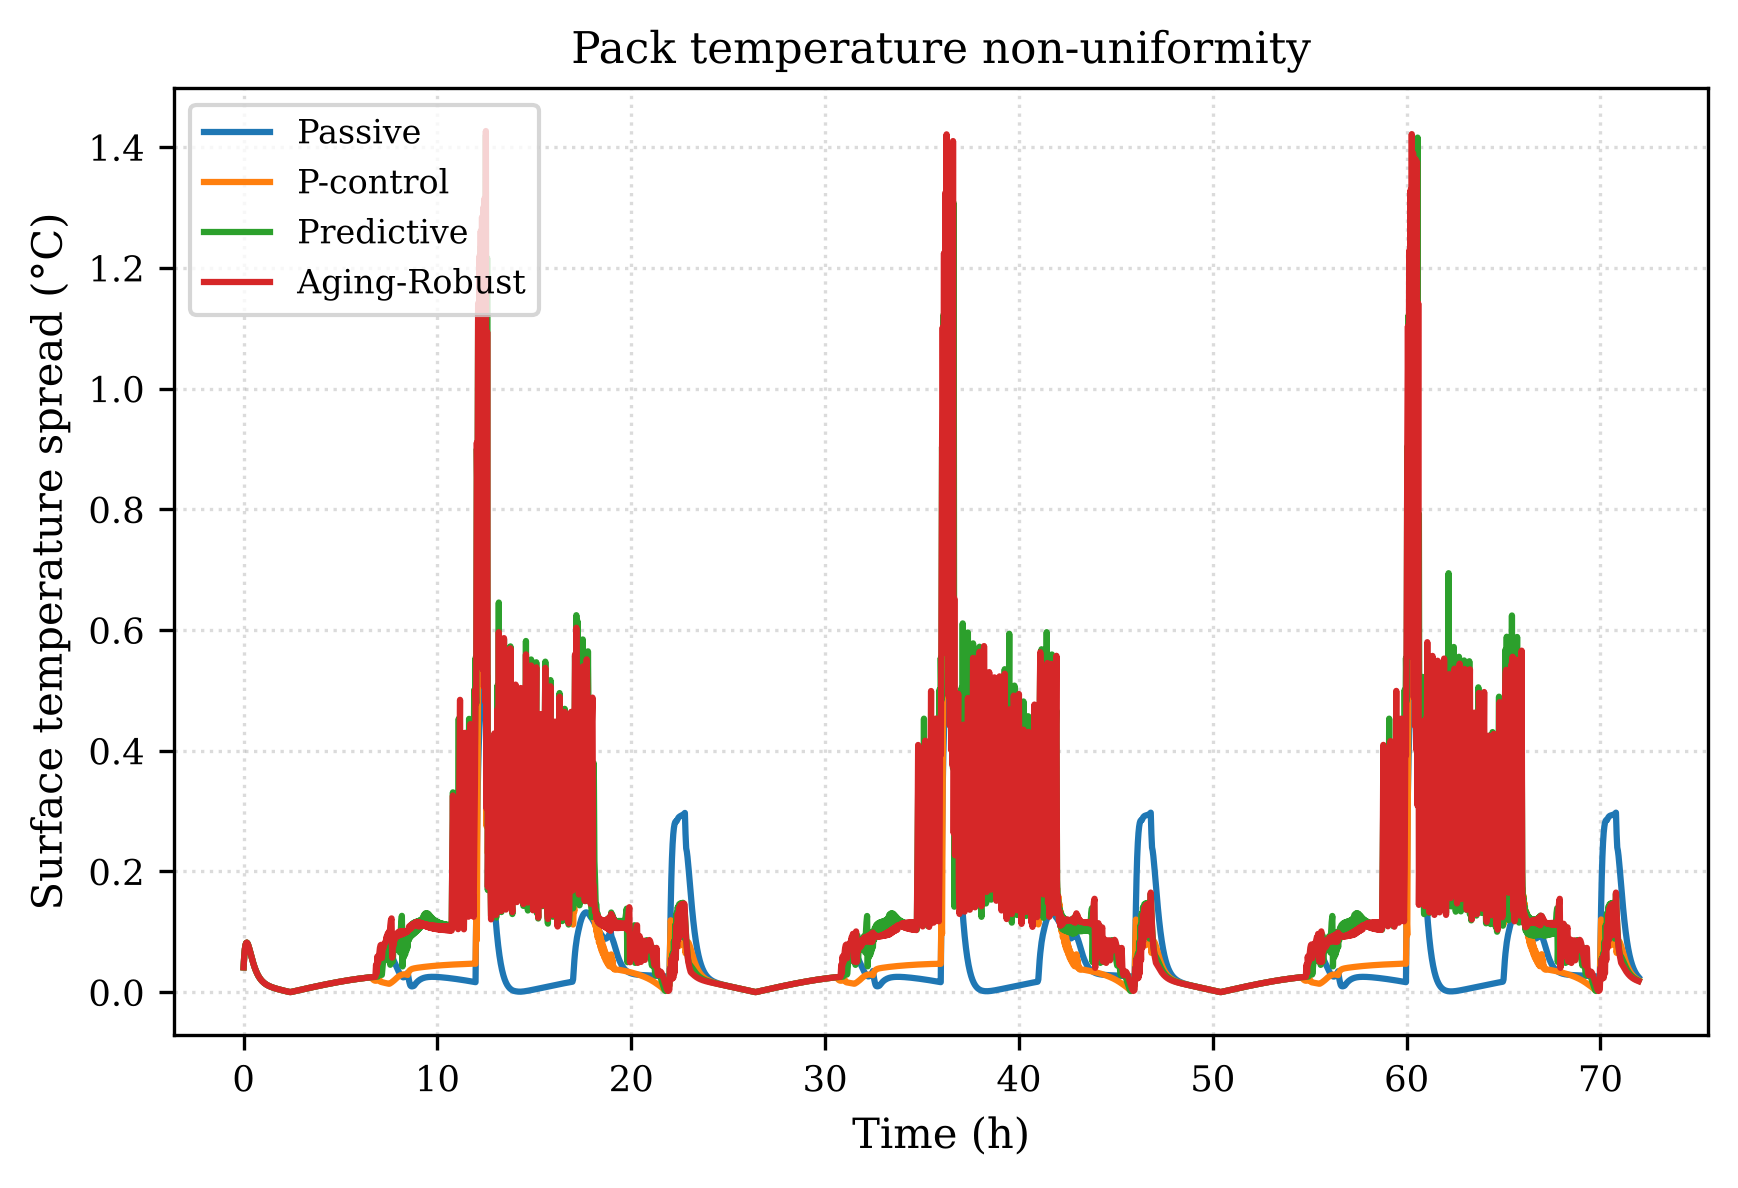 Pack temperature non-uniformity
Passive
P-control
Predictive
Aging-Robust
1.4
1.2
1.0
0.8
0.6
0.4
0.2
0.0
Surface temperature spread (°C)
0 10 20 30 40 50 60 70
Time (h)